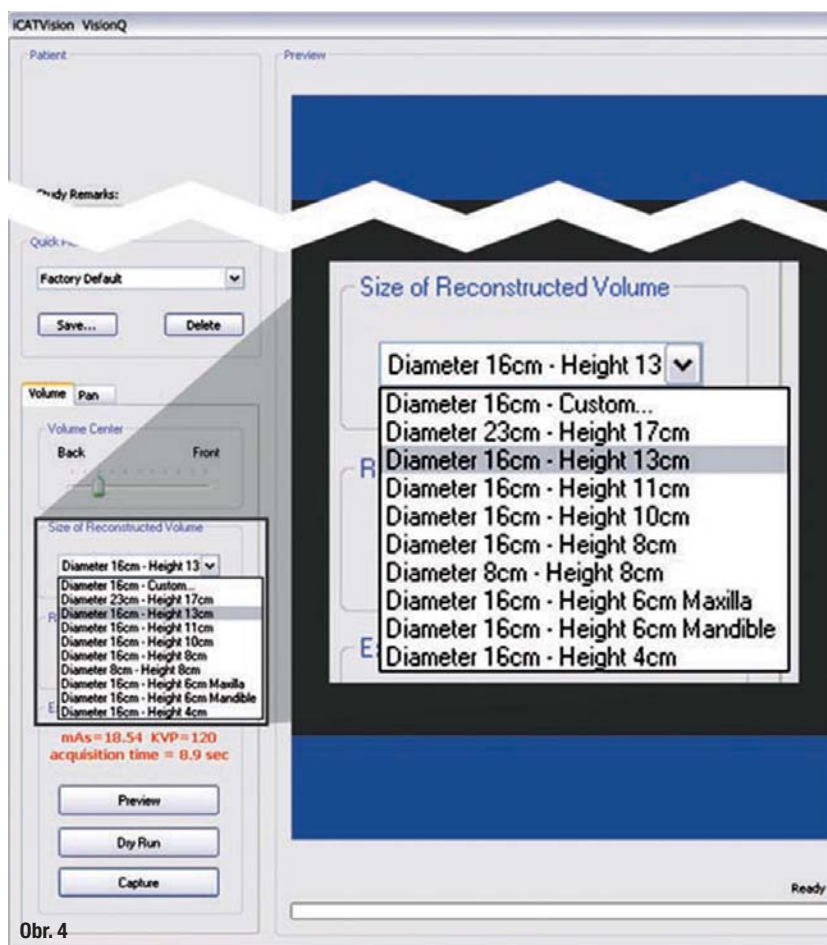 iCATVision VisionQ
Patient
Preview
Study Remarks:
Factory Default
Save... Delete
Volume Pan
Volume Center
Back Front
Size of Reconstructed Volume
Diameter 16cm - Height 13
Diameter 16cm - Custom...
Diameter 23cm - Height 17cm
Diameter 16cm - Height 13cm
Diameter 16cm - Height 11cm
Diameter 16cm - Height 10cm
Diameter 16cm - Height 8cm
Diameter 8cm - Height 8cm
Diameter 16cm - Height 6cm Maxilla
Diameter 16cm - Height 6cm Mandible
Diameter 16cm - Height 4cm
mAs=18.54 KVP=120
acquisition time = 8.9 sec
Preview
Dry Run
Capture
Size of Reconstructed Volume
Diameter 16cm - Height 13
Diameter 16cm - Custom...
Diameter 23cm - Height 17cm
Diameter 16cm - Height 13cm
Diameter 16cm - Height 11cm
Diameter 16cm - Height 10cm
Diameter 16cm - Height 8cm
Diameter 8cm - Height 8cm
Diameter 16cm - Height 6cm Maxilla
Diameter 16cm - Height 6cm Mandible
Diameter 16cm - Height 4cm
Ready
Obr. 4